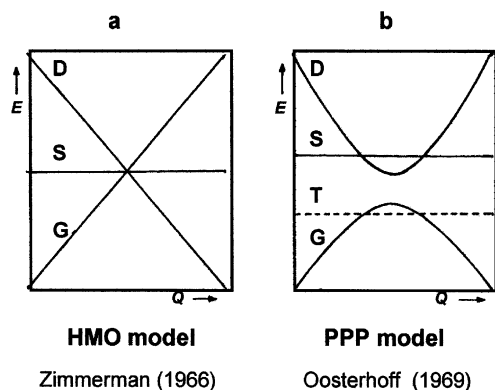 a
D
E
S
G
Q
HMO model
Zimmerman (1966)
b
D
E
S
T
G
Q
PPP model
Oosterhoff (1969)